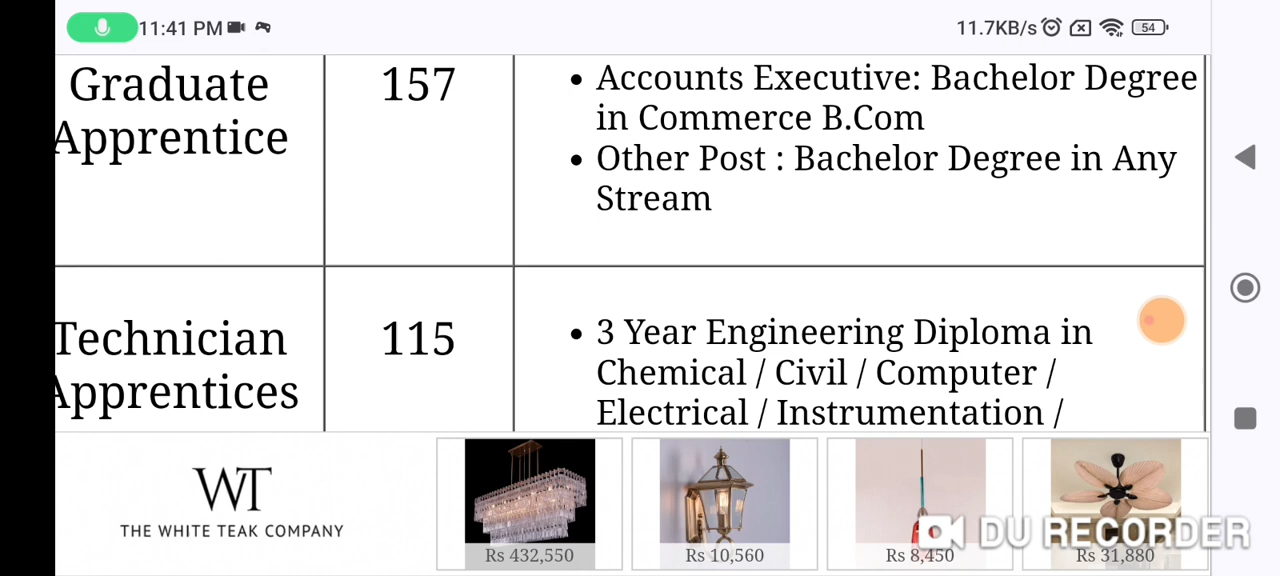 11:41 PM
11.7KB/s
54
Graduate
Apprentice
157
Accounts Executive: Bachelor Degree
in Commerce B.Com
Other Post : Bachelor Degree in Any
Stream
Technician
Apprentices
115
3 Year Engineering Diploma in
Chemical / Civil / Computer /
Electrical / Instrumentation /
WT
THE WHITE TEAK COMPANY
Rs 432,550
Rs 10,560
Rs 8,450
Rs 31,880
DU RECORDER